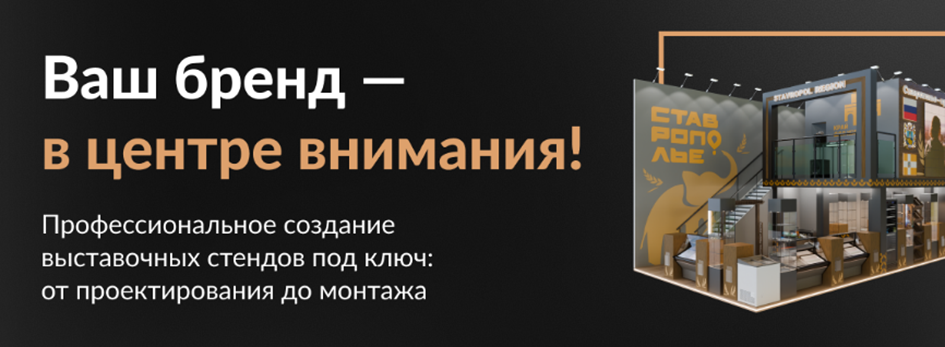 Ваш бренд —
в центре внимания!
Профессиональное создание
выставочных стендов под ключ:
от проектирования до монтажа
СТАВ
РОПО
ЛЬЕ
STAVROPOL REGION